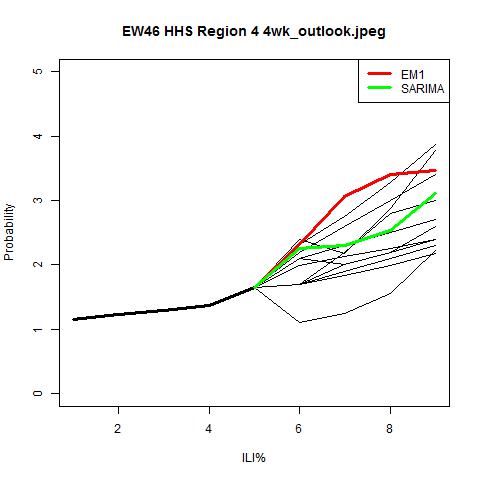 EW46 HHS Region 4 4wk_outlook.jpeg
EM1
SARIMA
5
4
3
2
1
0
Probability
2 4 6 8
ILI%